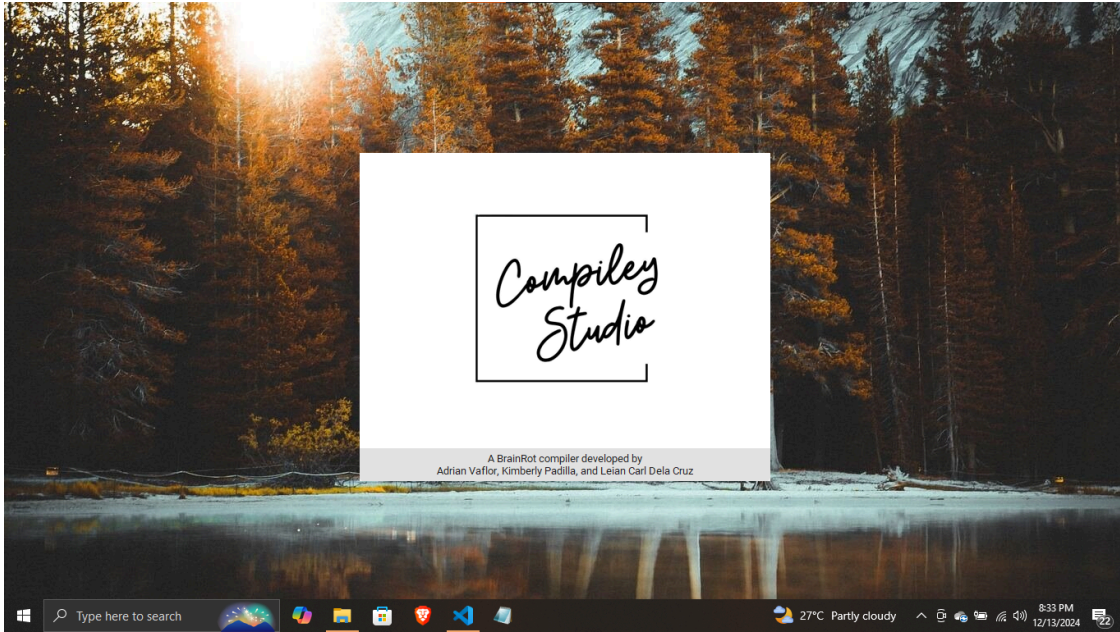 Compiley
Studio
A BrainRot compiler developed by
Adrian Vaflor, Kimberly Padilla, and Leian Carl Dela Cruz
Type here to search
27°C Partly cloudy
8:33 PM
12/13/2024
22